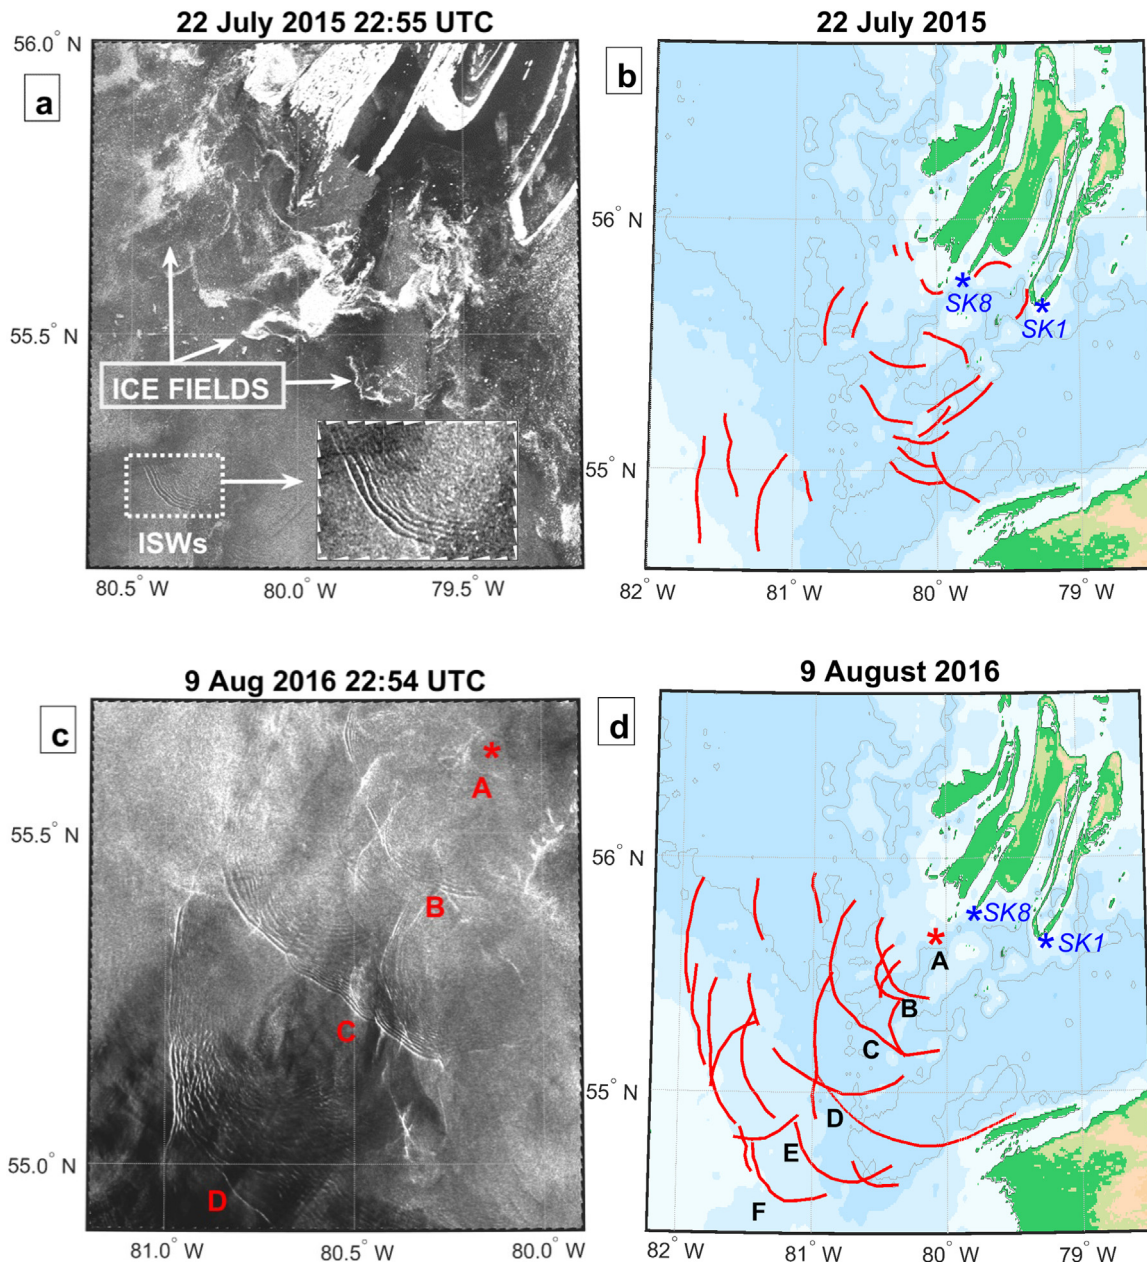 22 July 2015 22:55 UTC
22 July 2015
56.0° N
a
b
56° N
55.5° N
SK8
SK1
ICE FIELDS
55° N
ISWs
80.5° W
80.0° W
79.5° W
82° W
81° W
80° W
79° W
9 Aug 2016 22:54 UTC
9 August 2016
c
d
A
55.5° N
56° N
SK8
SK1
A
B
B
C
C
55° N
D
E
55.0° N
D
F
81.0° W
80.5° W
80.0° W
82° W
81° W
80° W
79° W